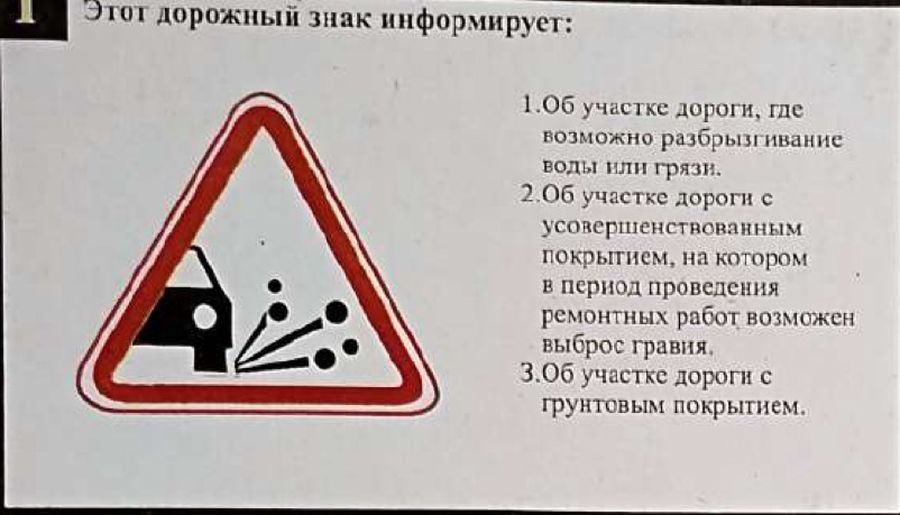 1
Этот дорожный знак информирует:
1.Об участке дороги, где
возможно разбрызгивание
воды или грязи.
2.Об участке дороги с
усовершенствованным
покрытием, на котором
в период проведения
ремонтных работ возможен
выброс гравия.
3.Об участке дороги с
грунтовым покрытием.